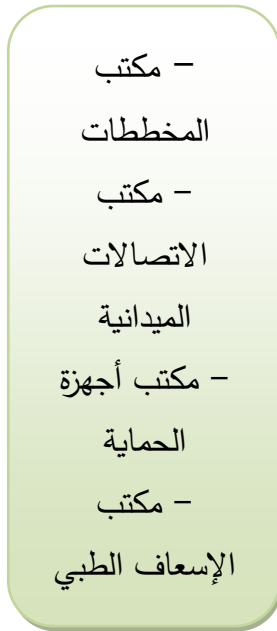 – مكتب
المخططات
– مكتب
الاتصالات
الميدانية
– مكتب أجهزة
الحماية
– مكتب
الإسعاف الطبي